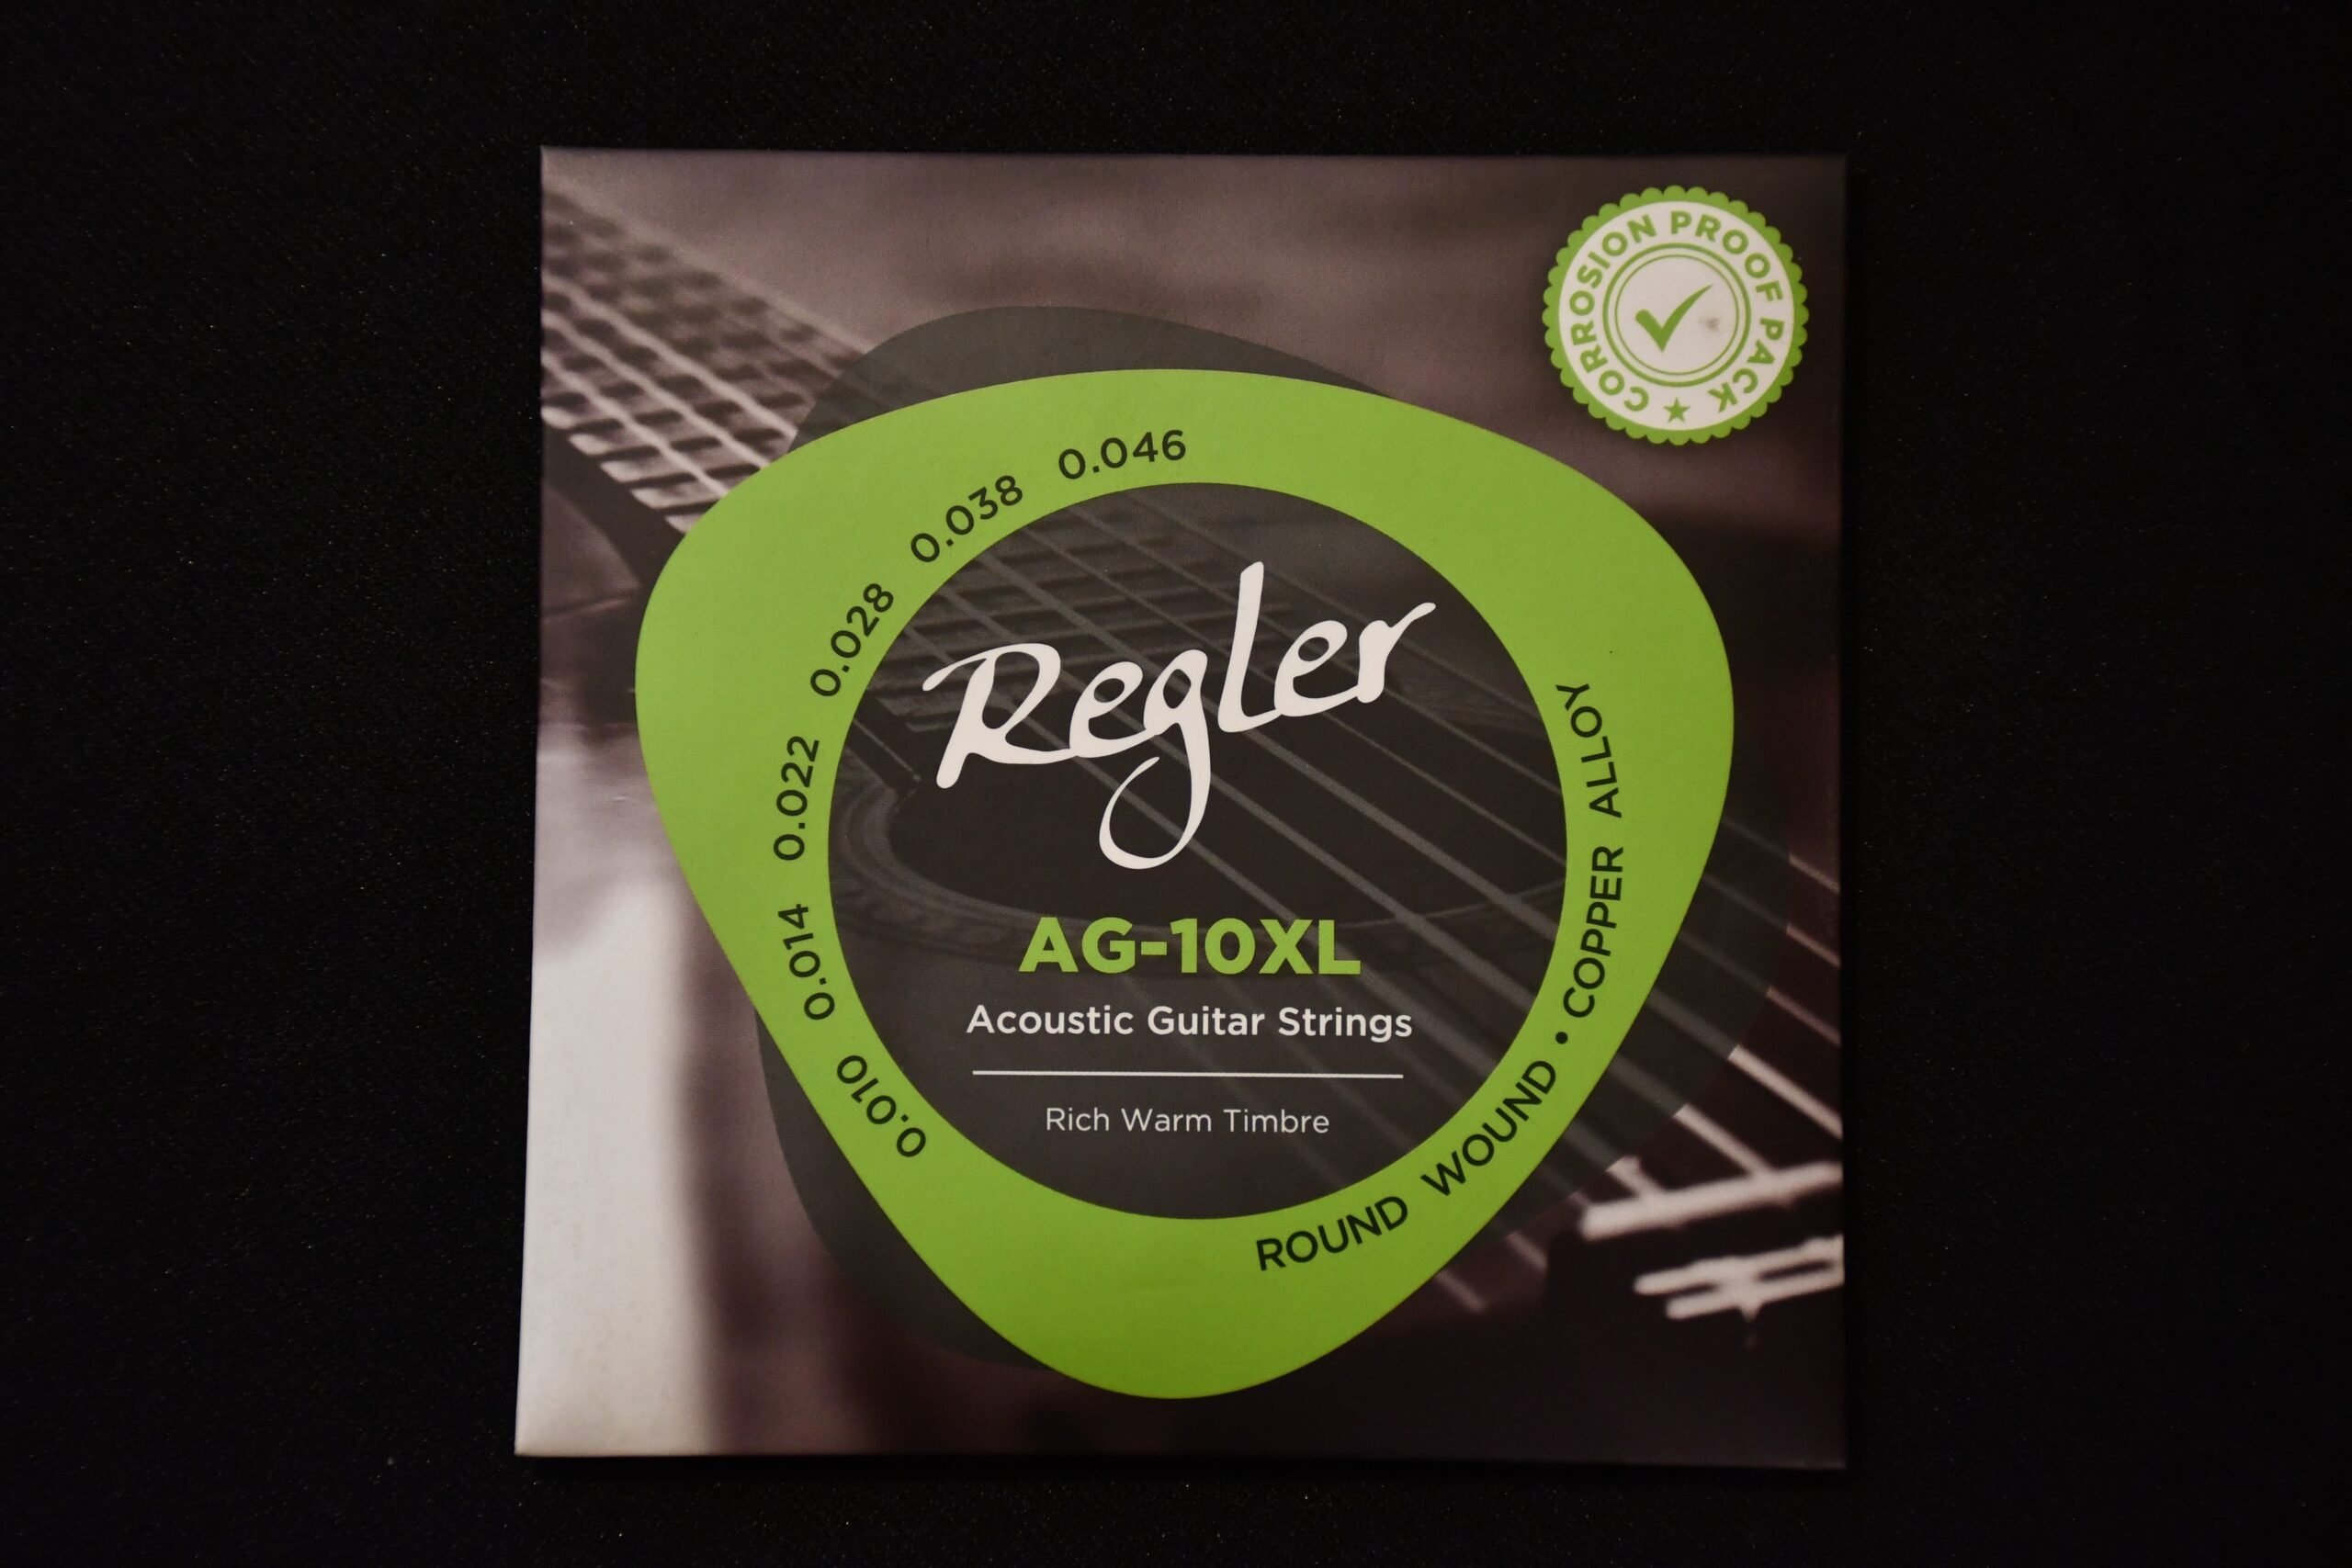 CORROSION PROOF PACK
0.010 0.014 0.022 0.028 0.038 0.046
Regler
AG-10XL
Acoustic Guitar Strings
Rich Warm Timbre
ROUND WOUND • COPPER ALLOY